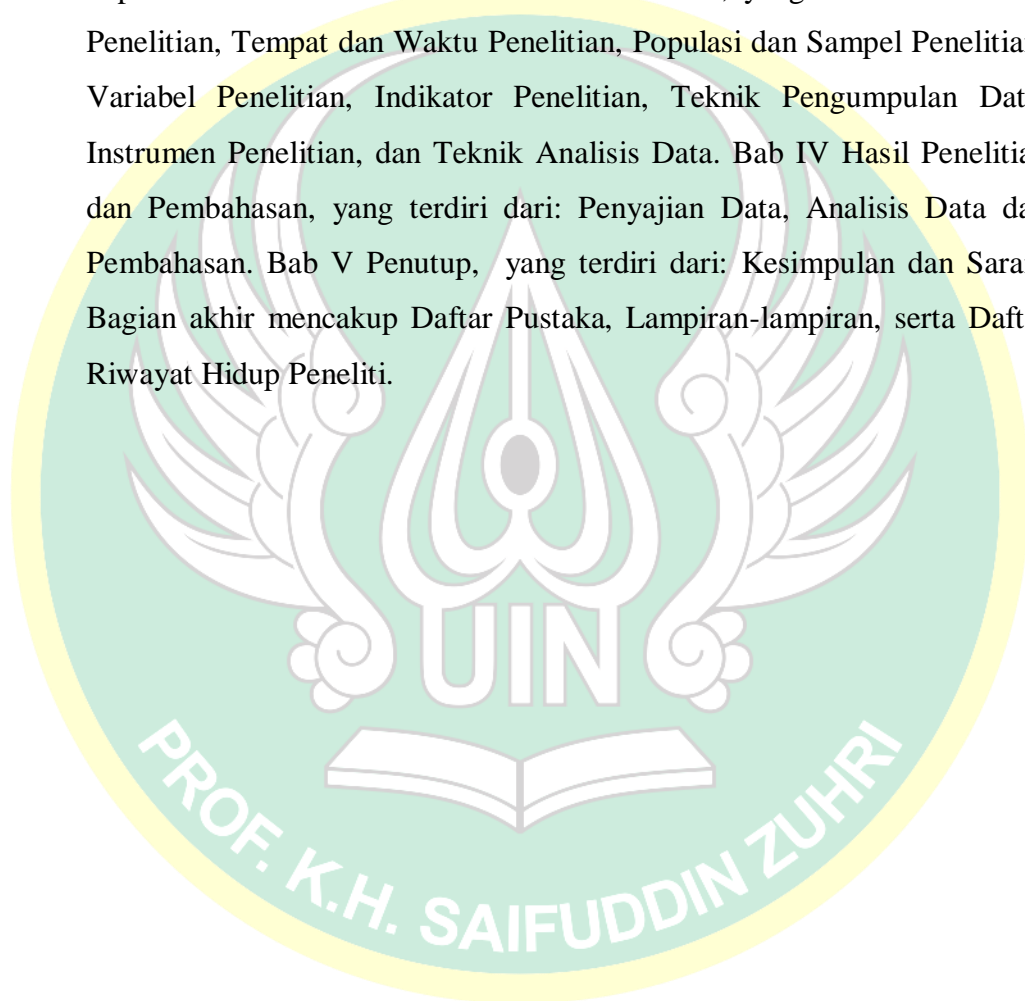 Penelitian, Tempat dan Waktu Penelitian, Populasi dan Sampel Penelitian
Variabel Penelitian, Indikator Penelitian, Teknik Pengumpulan Dat
Instrumen Penelitian, dan Teknik Analisis Data. Bab IV Hasil Penelitia
dan Pembahasan, yang terdiri dari: Penyajian Data, Analisis Data da
Pembahasan. Bab V Penutup, yang terdiri dari: Kesimpulan dan Sara
Bagian akhir mencakup Daftar Pustaka, Lampiran-lampiran, serta Daft
Riwayat Hidup Peneliti.
UIN
PROF. K.H. SAIFUDDIN ZUHRI